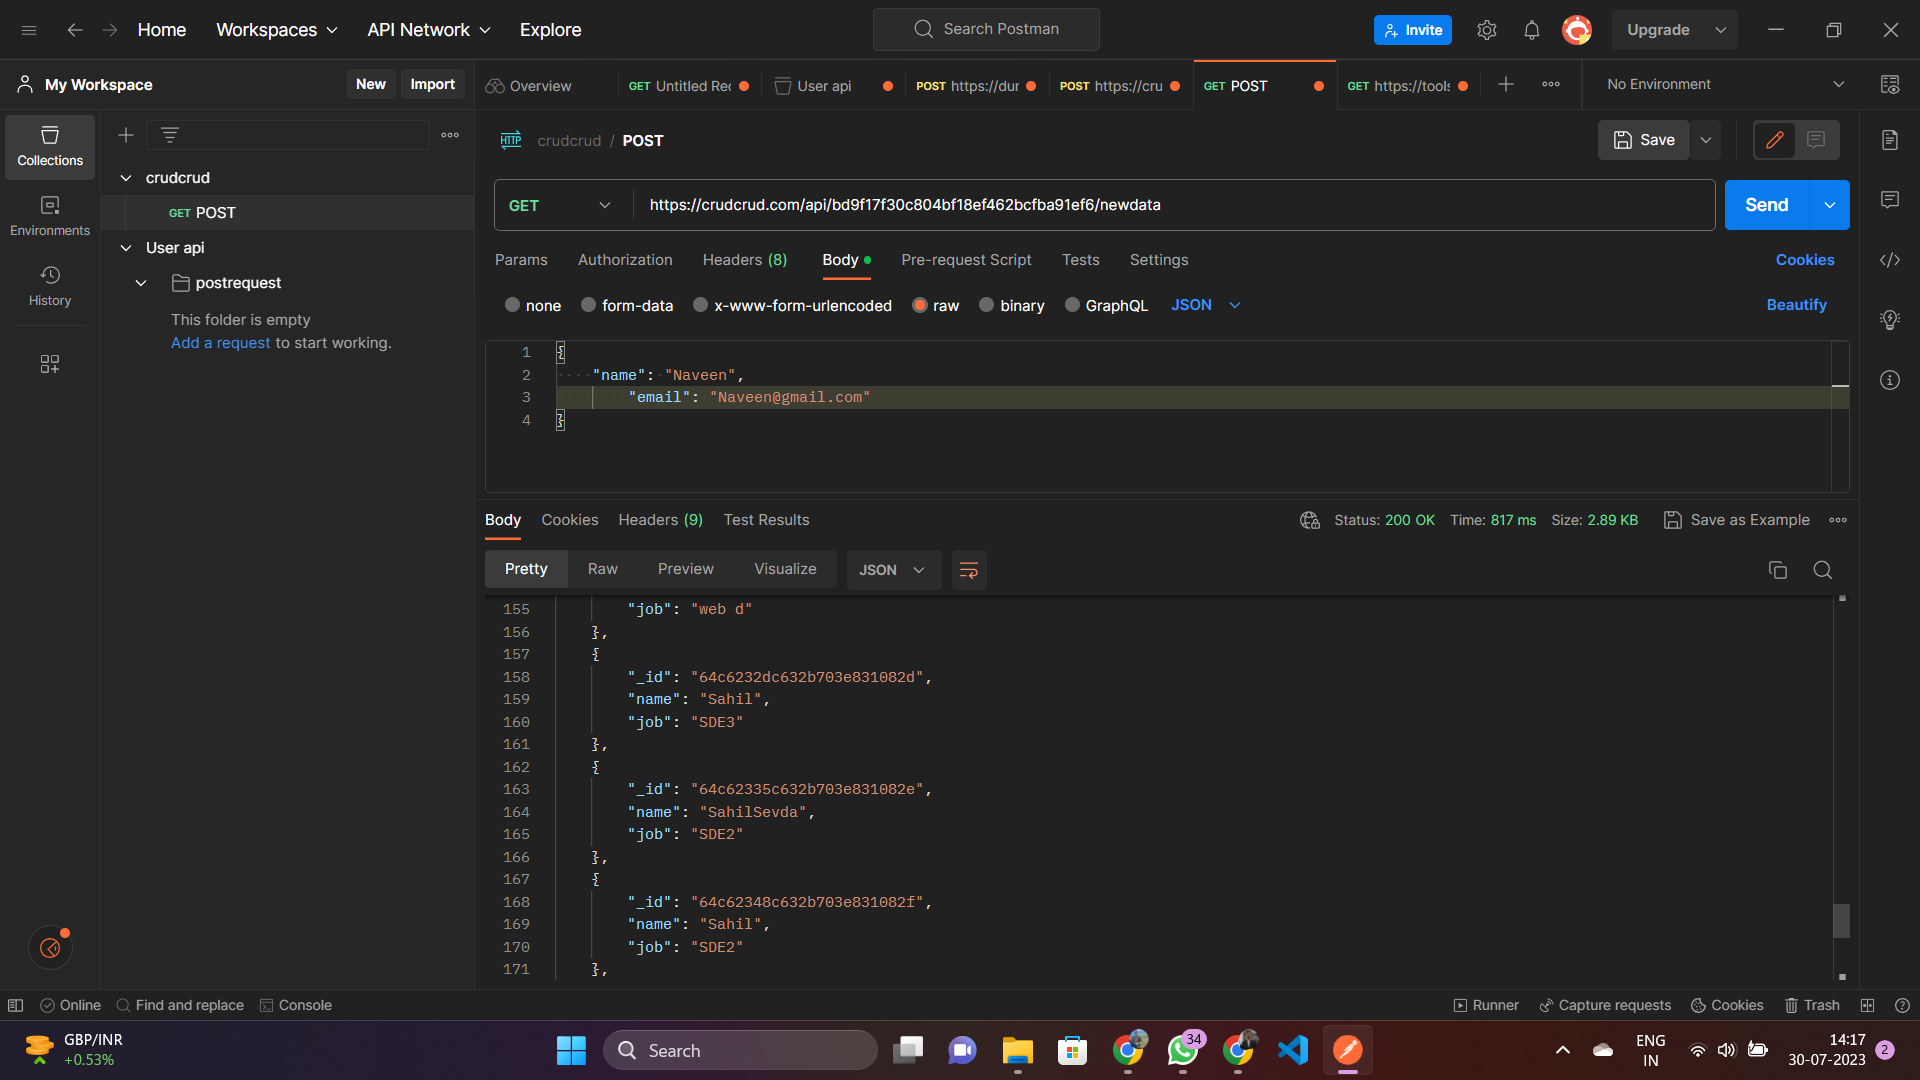 Home
Workspaces
API Network
Explore
Search Postman
Invite
Upgrade
My Workspace
New
Import
Overview
GET Untitled Rec
User api
POST https://dur
POST https://cru
GET POST
GET https://tools
No Environment
Collections
Environments
History
crudcrud
GET POST
User api
postrequest
This folder is empty
Add a request to start working.
HTTP
crudcrud / POST
Save
GET
https://crudcrud.com/api/bd9f17f30c804bf18ef462bcfba91ef6/newdata
Send
Params
Authorization
Headers (8)
Body
Pre-request Script
Tests
Settings
Cookies
none
form-data
x-www-form-urlencoded
raw
binary
GraphQL
JSON
Beautify
1 {
2 "name": "Naveen",
3 "email": "Naveen@gmail.com"
4 }
Body
Cookies
Headers (9)
Test Results
Status: 200 OK
Time: 817 ms
Size: 2.89 KB
Save as Example
Pretty
Raw
Preview
Visualize
JSON
155 "job": "web d"
156 },
157 {
158 "_id": "64c6232dc632b703e831082d",
159 "name": "Sahil",
160 "job": "SDE3"
161 },
162 {
163 "_id": "64c62335c632b703e831082e",
164 "name": "SahilSevda",
165 "job": "SDE2"
166 },
167 {
168 "_id": "64c62348c632b703e831082f",
169 "name": "Sahil",
170 "job": "SDE2"
171 },
Online
Find and replace
Console
Runner
Capture requests
Cookies
Trash
GBP/INR
+0.53%
Search
34
ENG
IN
14:17
30-07-2023
2